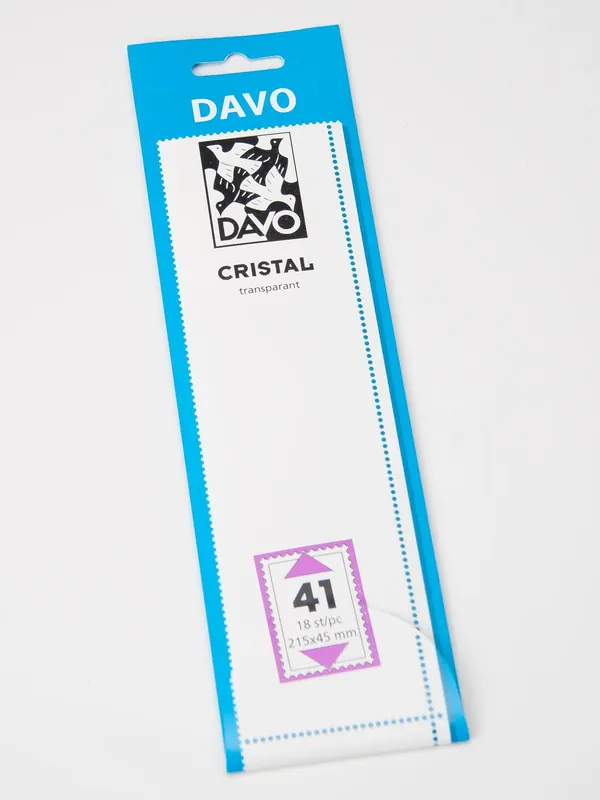 DAVO
DAVO
CRISTAL
transparant
41
18 st/pc
215x45 mm